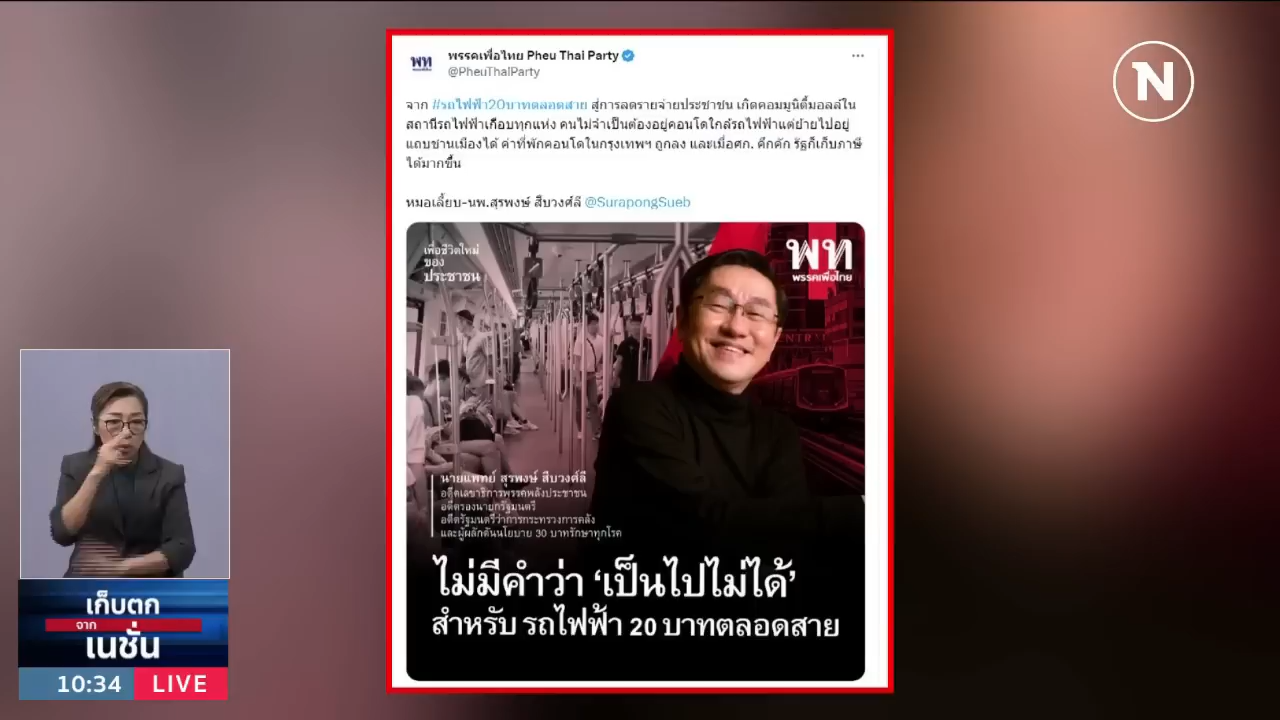 พท
พรรคเพื่อไทย Pheu Thai Party
@PheuThaiParty
จาก #รถไฟฟ้า20บาทตลอดสาย สู่การลดรายจ่ายประชาชน เกิดคอมมูนิตี้มอลล์ใน
สถานีรถไฟฟ้าเกือบทุกแห่ง คนไม่จำเป็นต้องอยู่คอนโดใกล้รถไฟฟ้าแต่ย้ายไปอยู่
แถบชานเมืองได้ ค่าที่พักคอนโดในกรุงเทพฯ ถูกลง และเมื่อศก. คึกคัก รัฐก็เก็บภาษี
ได้มากขึ้น
หมอเลี้ยบ-นพ.สุรพงษ์ สืบวงศ์ลี @SurapongSueb
เพื่อชีวิตใหม่
ของ
ประชาชน
พท
พรรคเพื่อไทย
นายแพทย์ สุรพงษ์ สืบวงศ์ลี
อดีตเลขาธิการพรรคพลังประชาชน
อดีตรองนายกรัฐมนตรี
อดีตรัฐมนตรีว่าการกระทรวงการคลัง
และผู้ผลักดันนโยบาย 30 บาทรักษาทุกโรค
ไม่มีคำว่า ‘เป็นไปไม่ได้’
สำหรับ รถไฟฟ้า 20 บาทตลอดสาย
N
เก็บตก
จาก
เนชั่น
10:34 LIVE